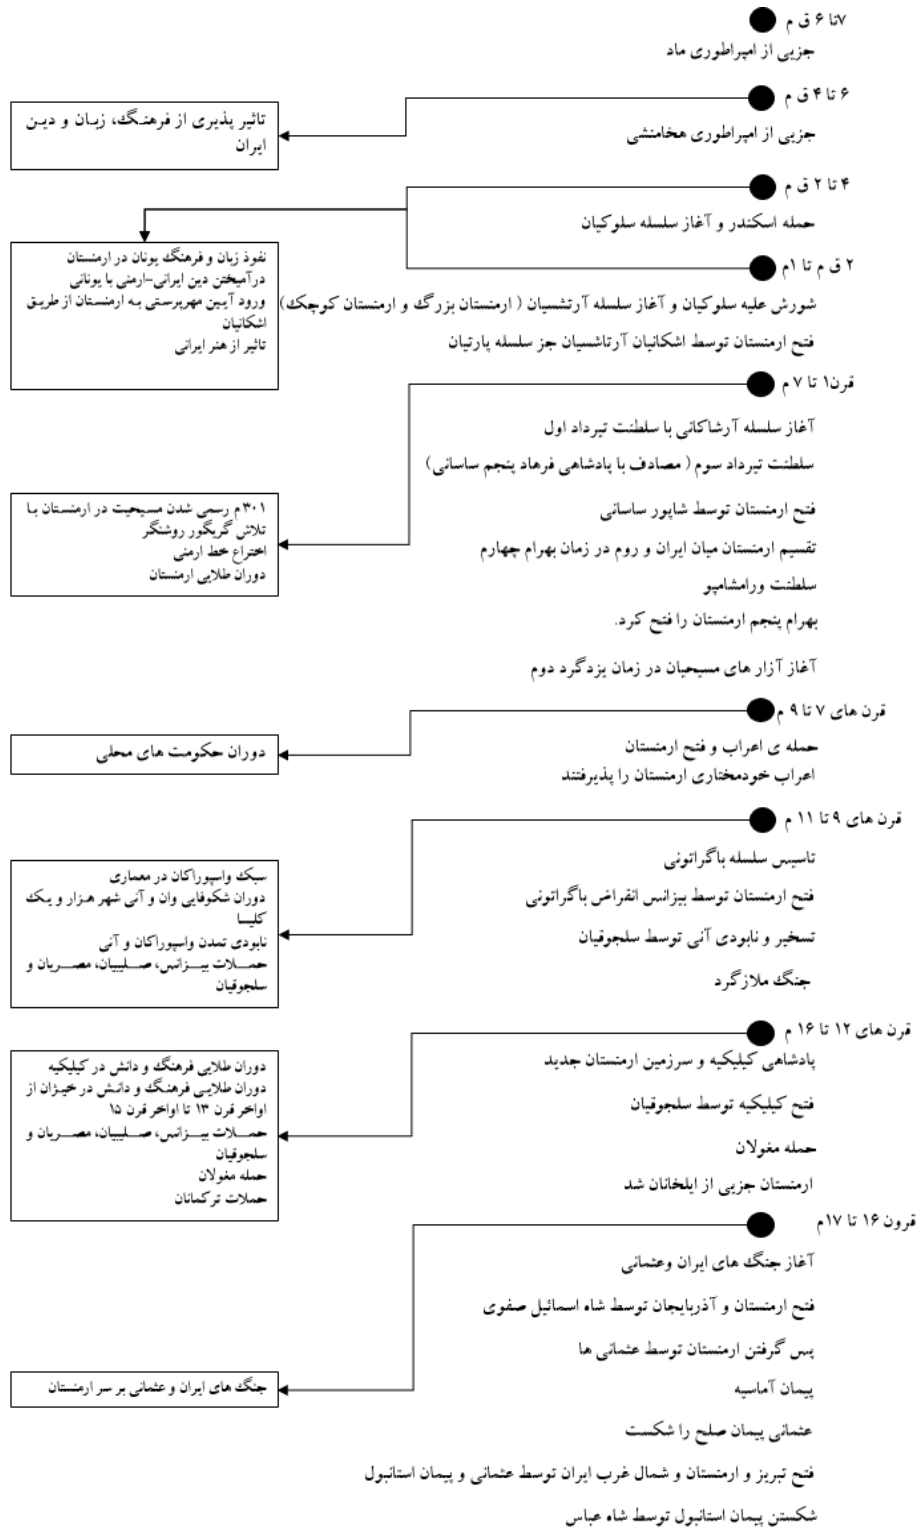 ۷تا ۶ ق م
جزیی از امپراطوری ماد
۶ تا ۴ ق م
جزیی از امپراطوری هخامنشی
تاثیر پذیری از فرهنگ، زبان و دین
ایران
۴ تا ۲ ق م
حمله اسکندر و آغاز سلسله سلوکیان
۲ ق م تا ۱م
شورش علیه سلوکیان و آغاز سلسله آرتشسیان ( ارمنستان بزرگ و ارمنستان کوچک)
فتح ارمنستان توسط اشکانیان آرتاشسیان جز سلسله پارتیان
نفوذ زبان و فرهنگ یونان در ارمنستان
درآمیختن دین ایرانی-ارمنی با یونانی
ورود آیین مهرپرستی به ارمنستان از طریق
اشکانیان
تاثیر از هنر ایرانی
قرن۱ تا ۷ م
آغاز سلسله آرشاکانی با سلطنت تیرداد اول
سلطنت تیرداد سوم ( مصادف با پادشاهی فرهاد پنجم ساسانی)
فتح ارمنستان توسط شاپور ساسانی
تقسیم ارمنستان میان ایران و روم در زمان بهرام چهارم
سلطنت ورامشامپو
بهرام پنجم ارمنستان را فتح کرد.
آغاز آزار های مسیحیان در زمان یزدگرد دوم
۳۰۱ م رسمی شدن مسیحیت در ارمنستان با
تلاش گریگور روشنگر
اختراع خط ارمنی
دوران طلایی ارمنستان
قرن های ۷ تا ۹ م
حمله ی اعراب و فتح ارمنستان
اعراب خودمختاری ارمنستان را پذیرفتند
دوران حکومت های محلی
قرن های ۹ تا ۱۱ م
تاسیس سلسله باگراتونی
فتح ارمنستان توسط بیزانس انقراض باگراتونی
تسخیر و نابودی آنی توسط سلجوقیان
جنگ ملازگرد
سبک واسپوراکان در معماری
دوران شکوفایی وان و آنی شهر هزار و یک
کلیسا
نابودی تمدن واسپوراکان و آنی
حملات بیزانس، صلیبیان، مصریان و
سلجوقیان
قرن های ۱۲ تا ۱۶ م
پادشاهی کیلیکیه و سرزمین ارمنستان جدید
فتح کیلیکیه توسط سلجوقیان
حمله مغولان
ارمنستان جزیی از ایلخانان شد
دوران طلایی فرهنگ و دانش در کیلیکیه
دوران طلایی فرهنگ و دانش در خیزان از
اواخر قرن ۱۳ تا اواخر قرن ۱۵
حملات بیزانس، صلیبیان، مصریان و
سلجوقیان
حمله مغولان
حملات ترکمانان
قرون ۱۶ تا ۱۷م
آغاز جنگ های ایران وعثمانی
فتح ارمنستان و آذربایجان توسط شاه اسمائیل صفوی
پس گرفتن ارمنستان توسط عثمانی ها
پیمان آماسیه
عثمانی پیمان صلح را شکست
فتح تبریز و ارمنستان و شمال غرب ایران توسط عثمانی و پیمان استانبول
شکستن پیمان استانبول توسط شاه عباس
جنگ های ایران و عثمانی بر سر ارمنستان